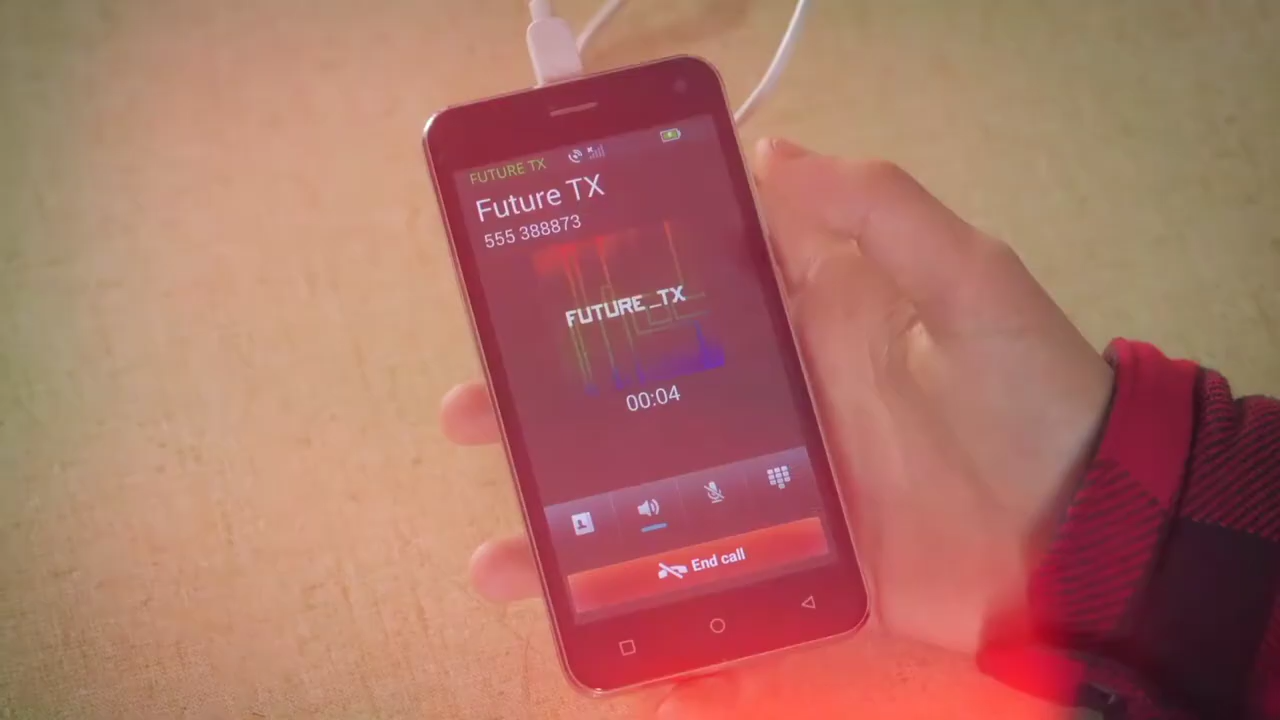 FUTURE TX
Future TX
555 388873
FUTURE_TX
00:04
End call